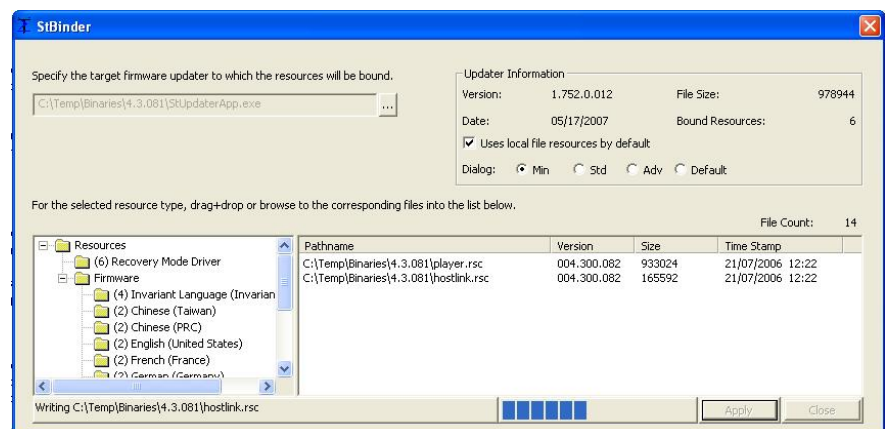 StBinder
Specify the target firmware updater to which the resources will be bound.
C:\Temp\Binaries\4.3.081\StUpdaterApp.exe ...
Updater Information
Version: 1.752.0.012 File Size: 978944
Date: 05/17/2007 Bound Resources: 6
Uses local file resources by default
Dialog: Min Std Adv Default
For the selected resource type, drag+drop or browse to the corresponding files into the list below.
File Count: 14
Resources
(6) Recovery Mode Driver
Firmware
(4) Invariant Language (Invarian
(2) Chinese (Taiwan)
(2) Chinese (PRC)
(2) English (United States)
(2) French (France)
(2) German (Germany)
Pathname Version Size Time Stamp
C:\Temp\Binaries\4.3.081\player.rsc 004.300.082 933024 21/07/2006 12:22
C:\Temp\Binaries\4.3.081\hostlink.rsc 004.300.082 165592 21/07/2006 12:22
Writing C:\Temp\Binaries\4.3.081\hostlink.rsc
Apply Close